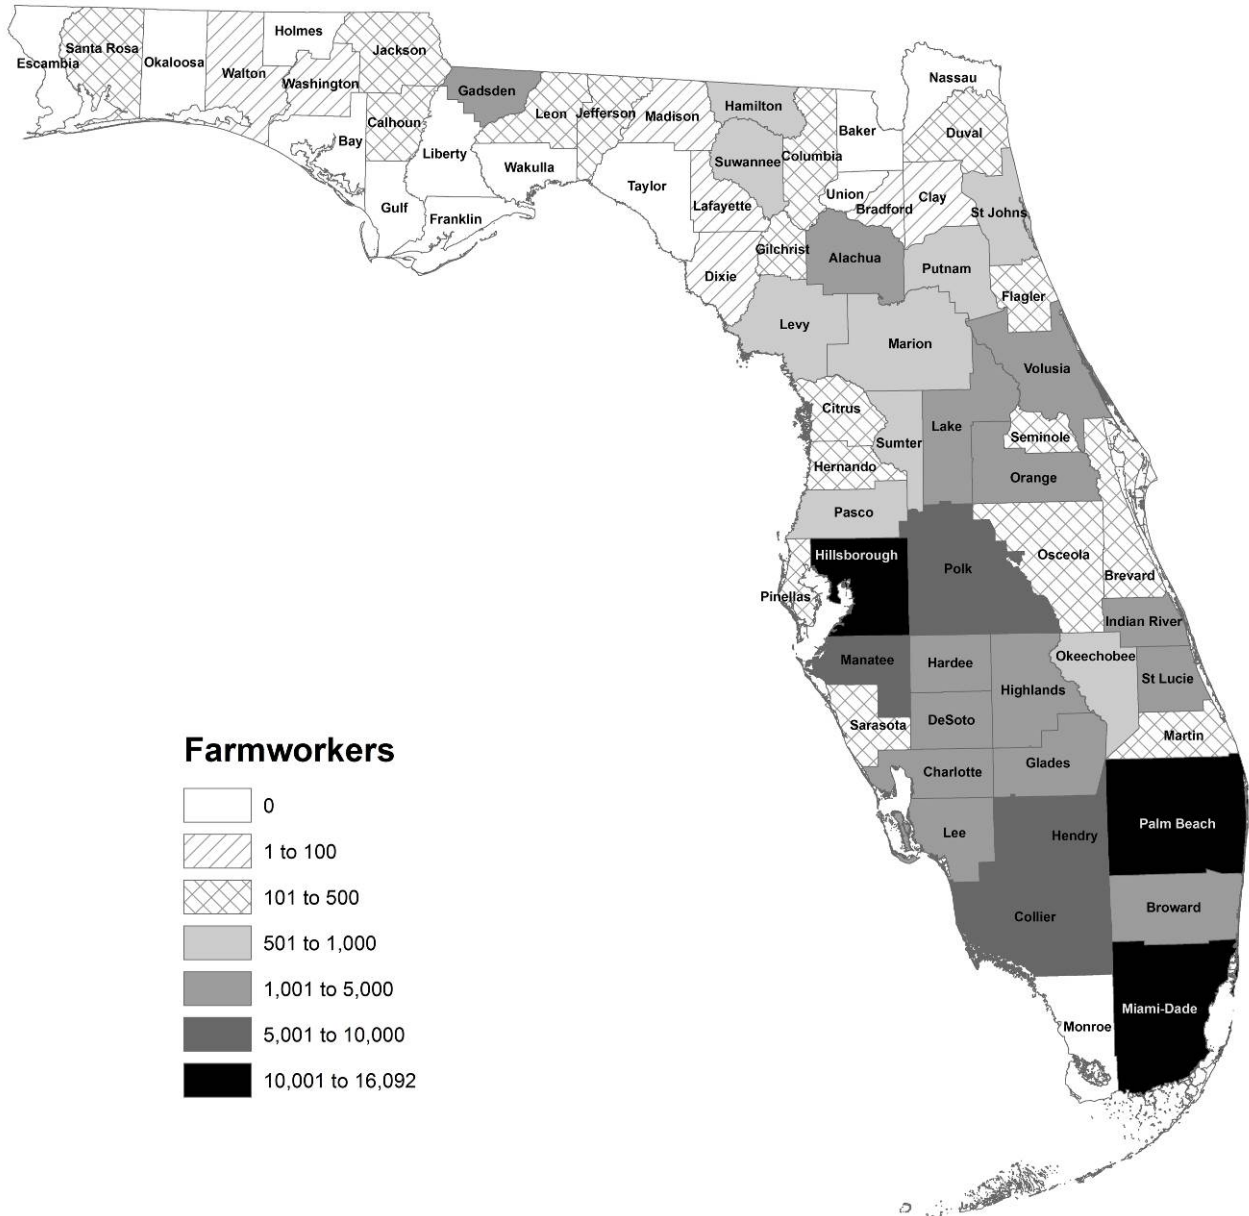 Holmes
Santa Rosa
Jackson
Escambia
Okaloosa
Walton
Washington
Gadsden
Nassau
Hamilton
Leon
Jefferson
Madison
Calhoun
Baker
Duval
Bay
Liberty
Suwannee
Columbia
Wakulla
Taylor
Union
Clay
Lafayette
Bradford
Gulf
Franklin
St Johns
Gilchrist
Alachua
Dixie
Putnam
Flagler
Levy
Marion
Volusia
Citrus
Lake
Seminole
Sumter
Hernando
Orange
Pasco
Hillsborough
Osceola
Polk
Brevard
Pinellas
Indian River
Manatee
Hardee
Okeechobee
Highlands
St Lucie
Sarasota
DeSoto
Martin
Charlotte
Glades
Lee
Hendry
Palm Beach
Collier
Broward
Miami-Dade
Monroe
Farmworkers
0
1 to 100
101 to 500
501 to 1,000
1,001 to 5,000
5,001 to 10,000
10,001 to 16,092